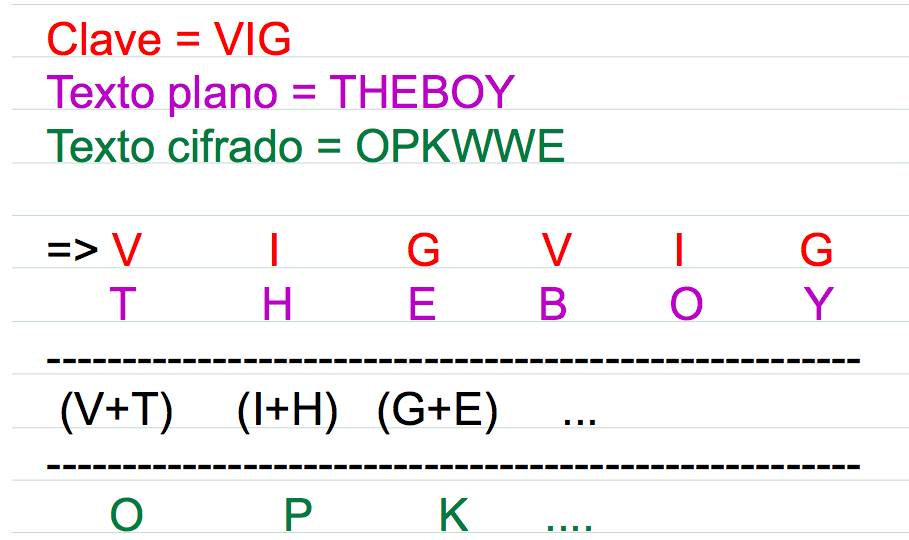 Clave = VIG
Texto plano = THEBOY
Texto cifrado = OPKWWE
=> V I G V I G
T H E B O Y
------------------------------------------------------
(V+T) (I+H) (G+E) ...
------------------------------------------------------
O P K ....